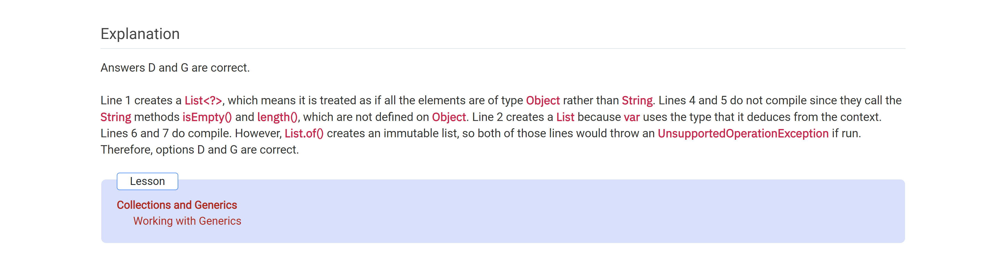 Explanation
Answers D and G are correct.
Line 1 creates a List<?>, which means it is treated as if all the elements are of type Object rather than String. Lines 4 and 5 do not compile since they call the
String methods isEmpty() and length(), which are not defined on Object. Line 2 creates a List because var uses the type that it deduces from the context.
Lines 6 and 7 do compile. However, List.of() creates an immutable list, so both of those lines would throw an UnsupportedOperationException if run.
Therefore, options D and G are correct.
Lesson
Collections and Generics
Working with Generics